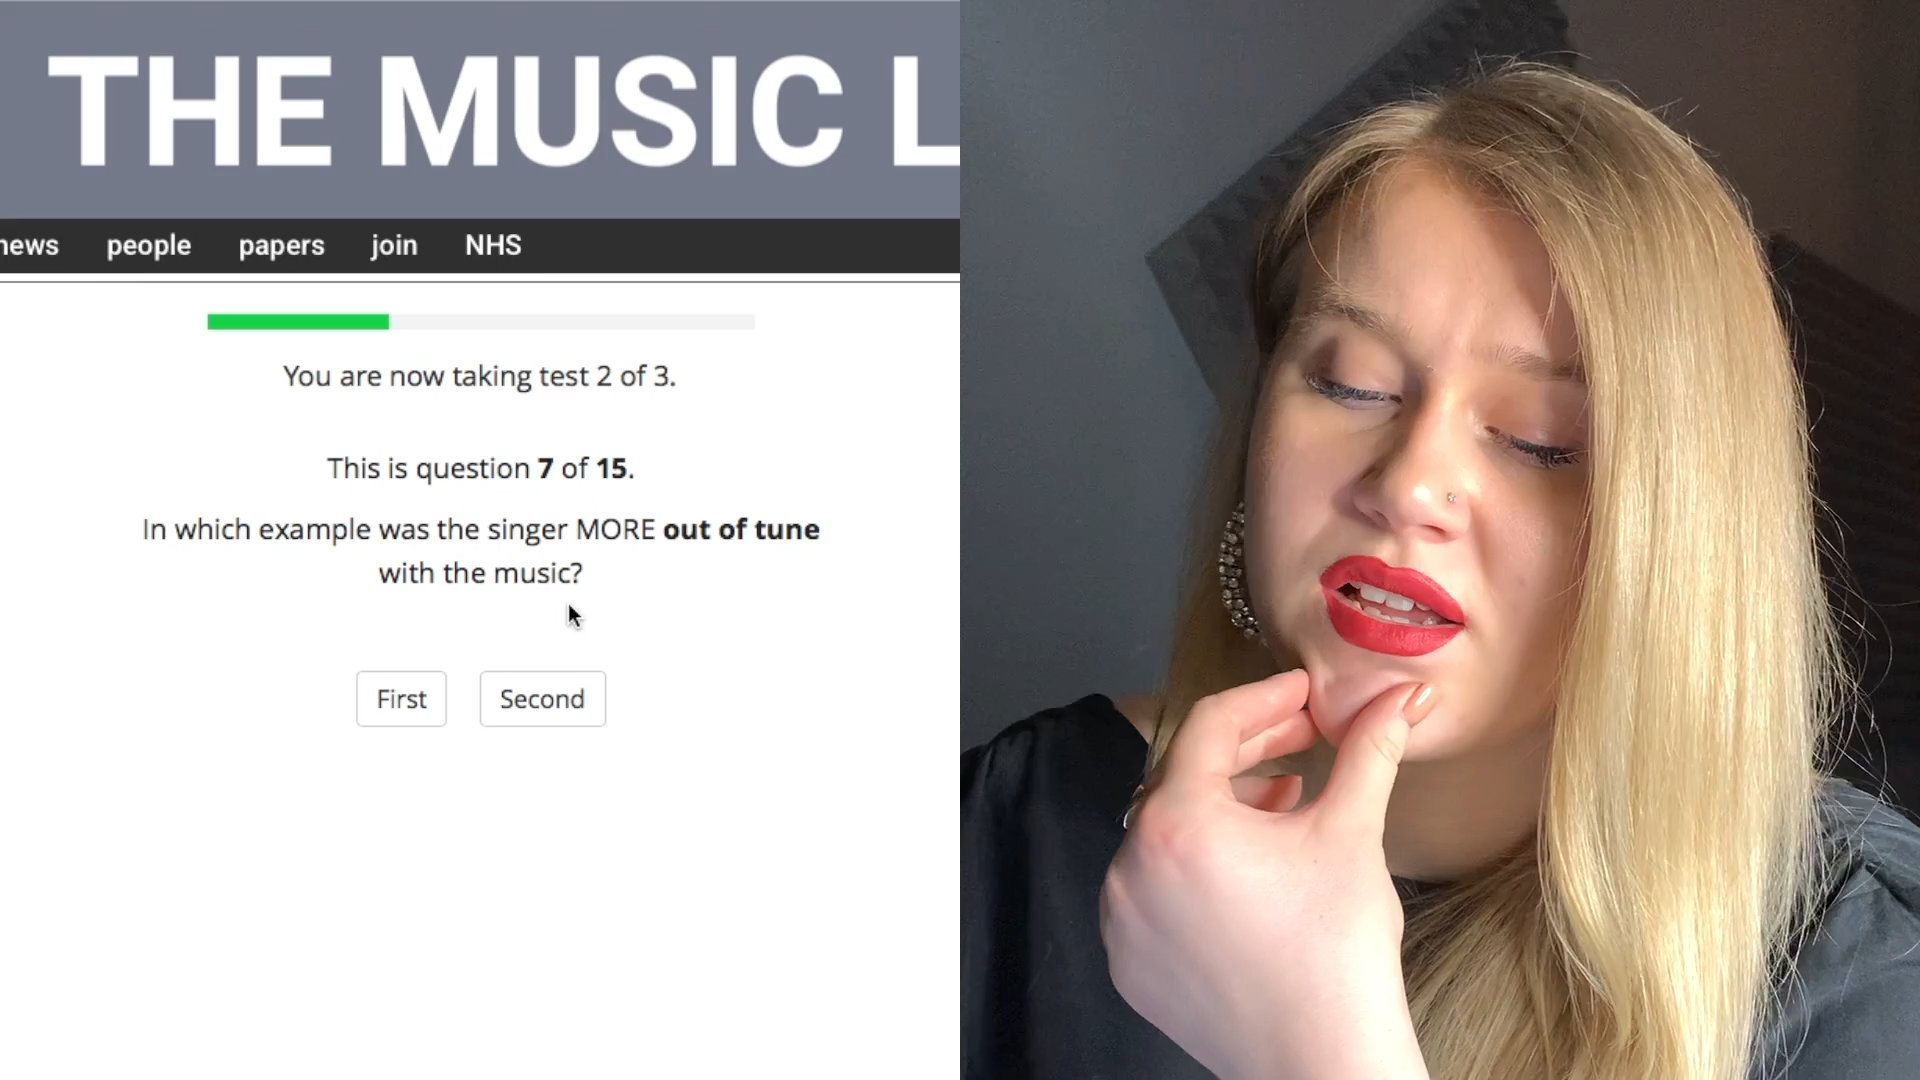 THE MUSIC L
news people papers join NHS
You are now taking test 2 of 3.
This is question 7 of 15.
In which example was the singer MORE out of tune
with the music?
First Second